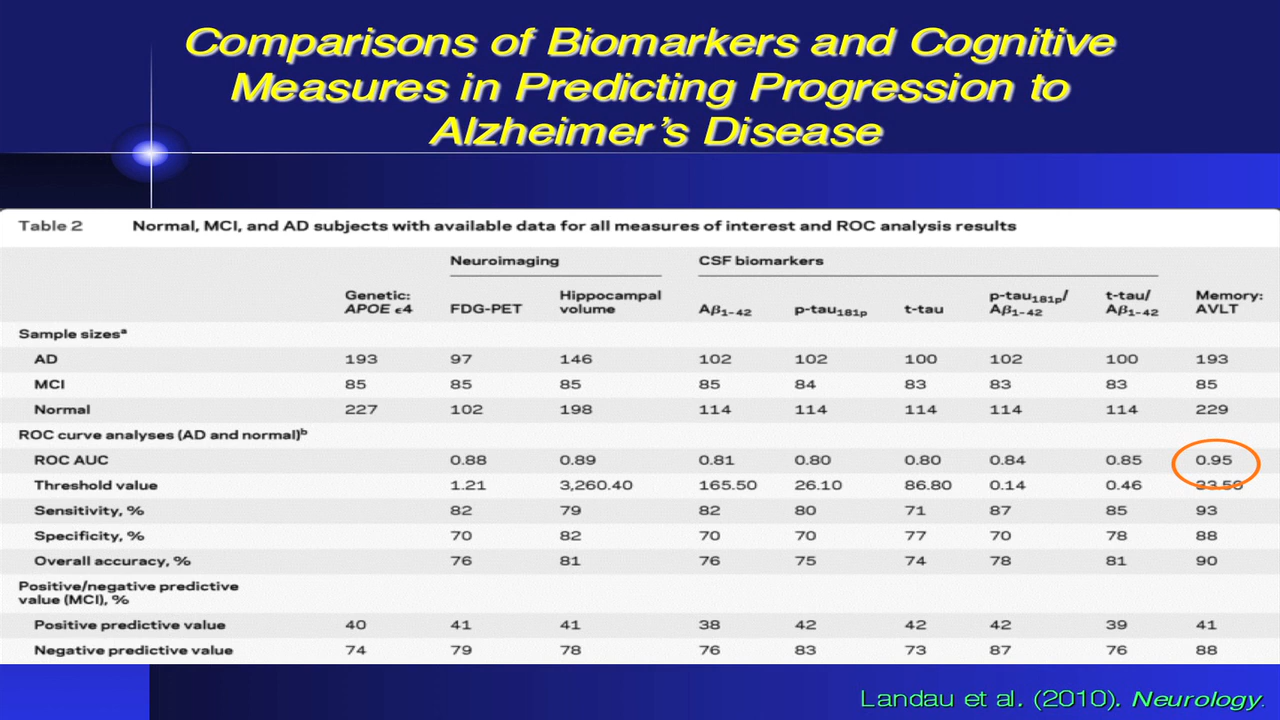 Comparisons of Biomarkers and Cognitive
Measures in Predicting Progression to
Alzheimer's Disease
Table 2 Normal, MCI, and AD subjects with available data for all measures of interest and ROC analysis results
Neuroimaging CSF biomarkers
Genetic: APOE ϵ4 FDG-PET Hippocampal volume Aβ1–42 p-tau181p t-tau p-tau181p/Aβ1–42 t-tau/Aβ1–42 Memory: AVLT
Sample sizesᵃ
AD 193 97 146 102 102 100 102 100 193
MCI 85 85 85 85 84 83 83 83 85
Normal 227 102 198 114 114 114 114 114 229
ROC curve analyses (AD and normal)ᵇ
ROC AUC 0.88 0.89 0.81 0.80 0.80 0.84 0.85 0.95
Threshold value 1.21 3,260.40 165.50 26.10 86.80 0.14 0.46 33.50
Sensitivity, % 82 79 82 80 71 87 85 93
Specificity, % 70 82 70 70 77 70 78 88
Overall accuracy, % 76 81 76 75 74 78 81 90
Positive/negative predictive
value (MCI), %
Positive predictive value 40 41 41 38 42 42 42 39 41
Negative predictive value 74 79 78 76 83 73 87 76 88
Landau et al. (2010). Neurology.